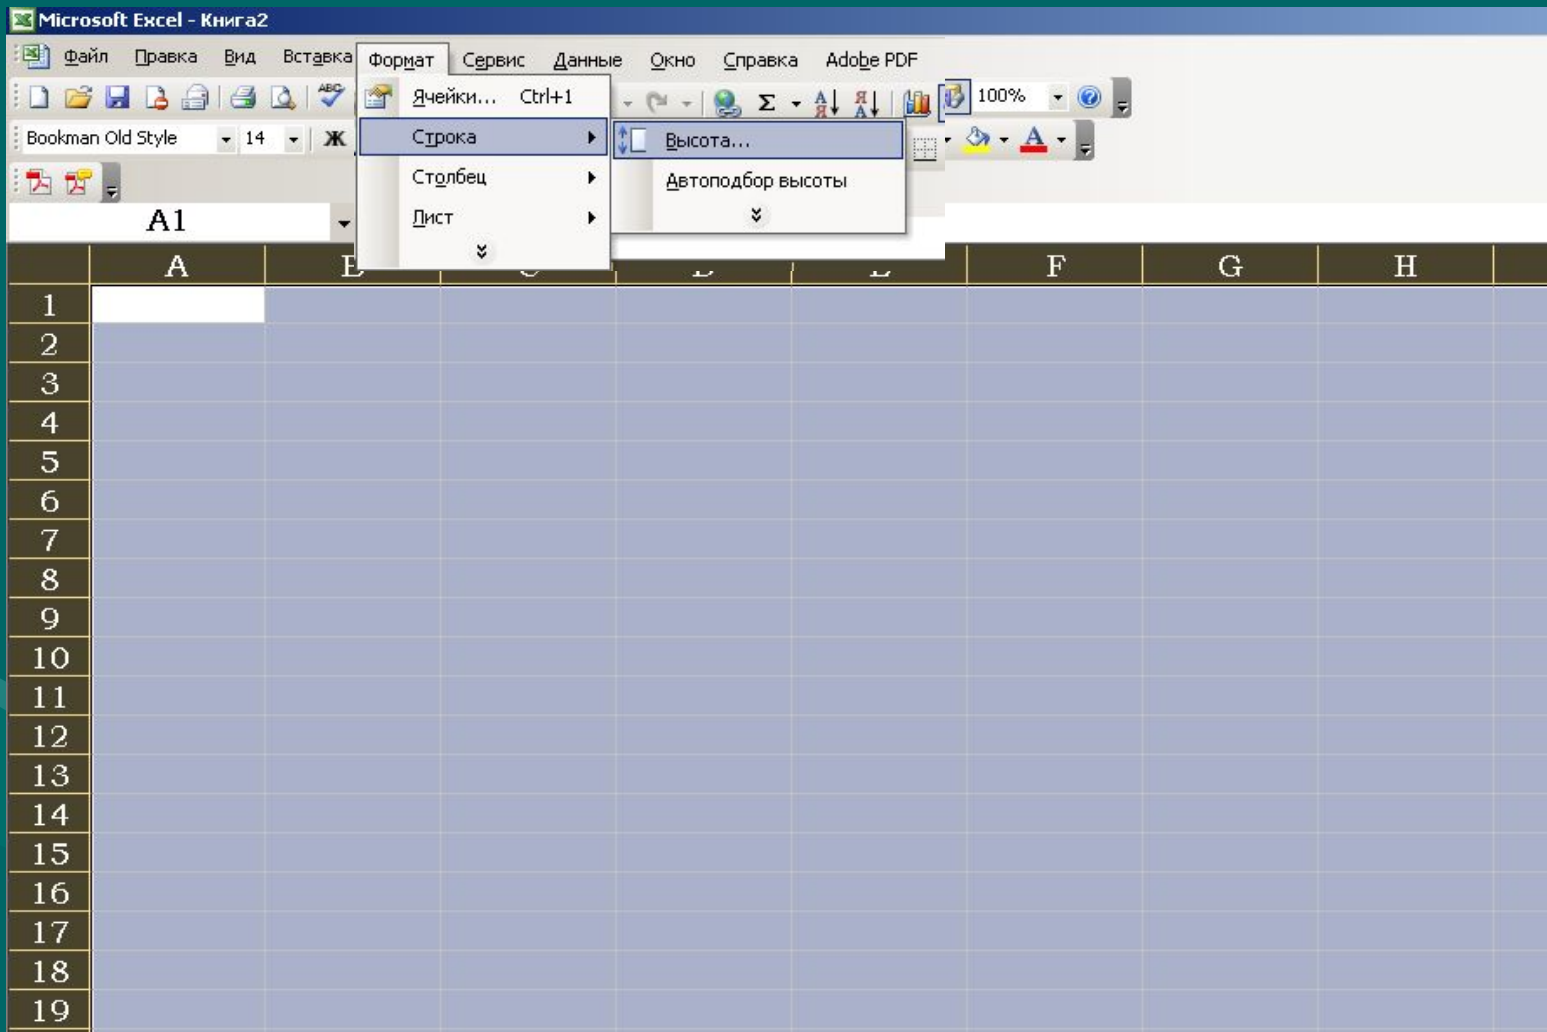 Microsoft Excel - Книга2
Файл Правка Вид Вставка Формат Сервис Данные Окно Справка Adobe PDF
Ячейки... Ctrl+1
100%
Bookman Old Style 14 Ж
Строка
Высота...
Столбец
Автоподбор высоты
Лист
A1
A F G H
1
2
3
4
5
6
7
8
9
10
11
12
13
14
15
16
17
18
19